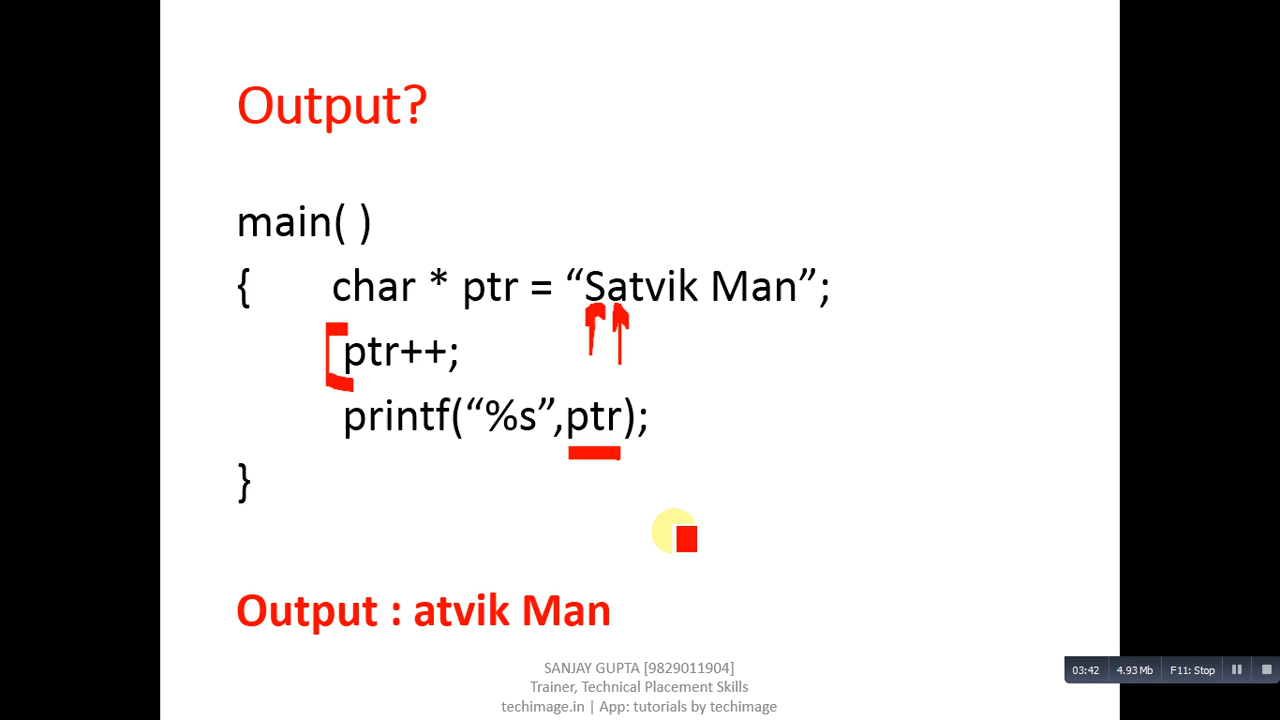 Output?
main( )
{ char * ptr = “Satvik Man”;
ptr++;
printf(“%s”,ptr);
}
Output : atvik Man
SANJAY GUPTA [9829011904]
Trainer, Technical Placement Skills
techimage.in | App: tutorials by techimage
03:42 4.93 Mb F11: Stop